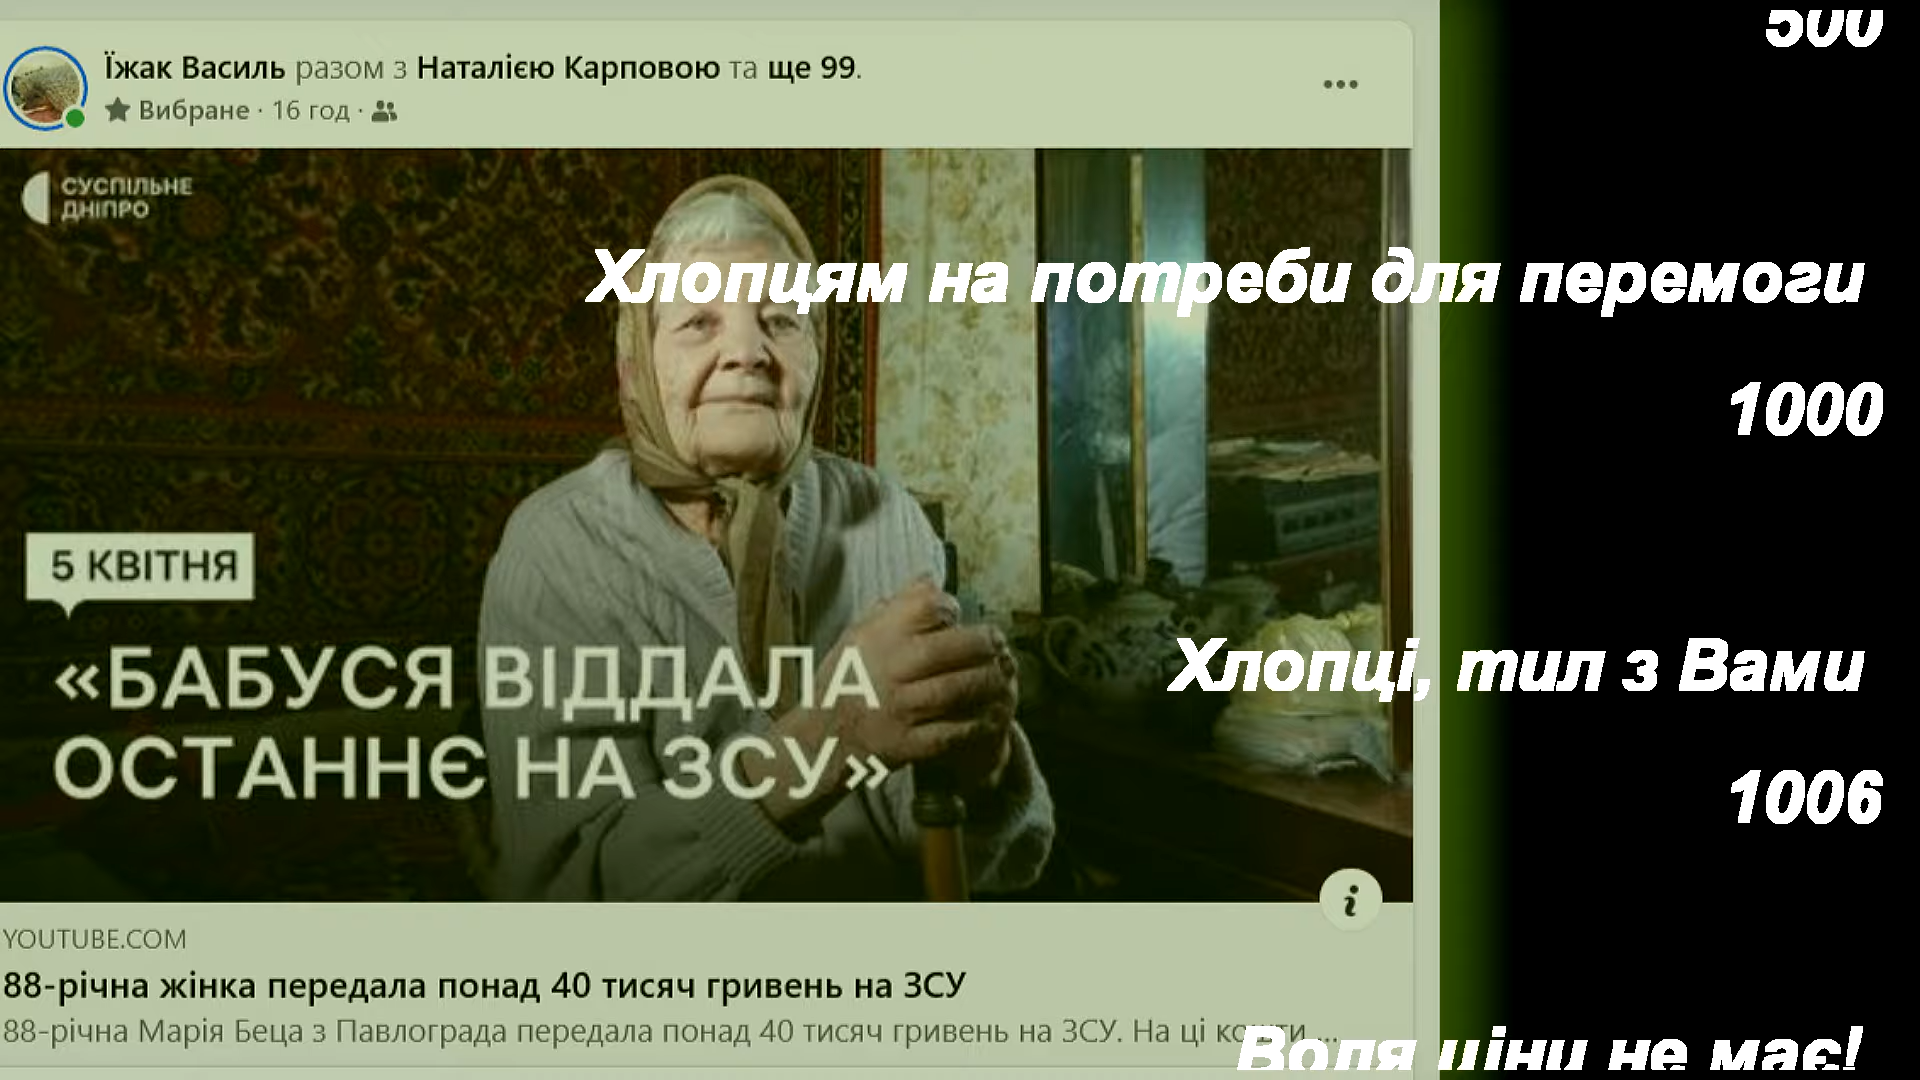 500
Їжак Василь разом з Наталією Карповою та ще 99.
Вибране · 16 год ·
СУСПІЛЬНЕ
ДНІПРО
Хлопцям на потреби для перемоги
1000
5 КВІТНЯ
Хлопці, тил з Вами
«БАБУСЯ ВІДДАЛА
ОСТАННЄ НА ЗСУ»
1006
YOUTUBE.COM
88-річна жінка передала понад 40 тисяч гривень на ЗСУ
88-річна Марія Беца з Павлограда передала понад 40 тисяч гривень на ЗСУ. На ці кошти ...
Воля ціни не має!